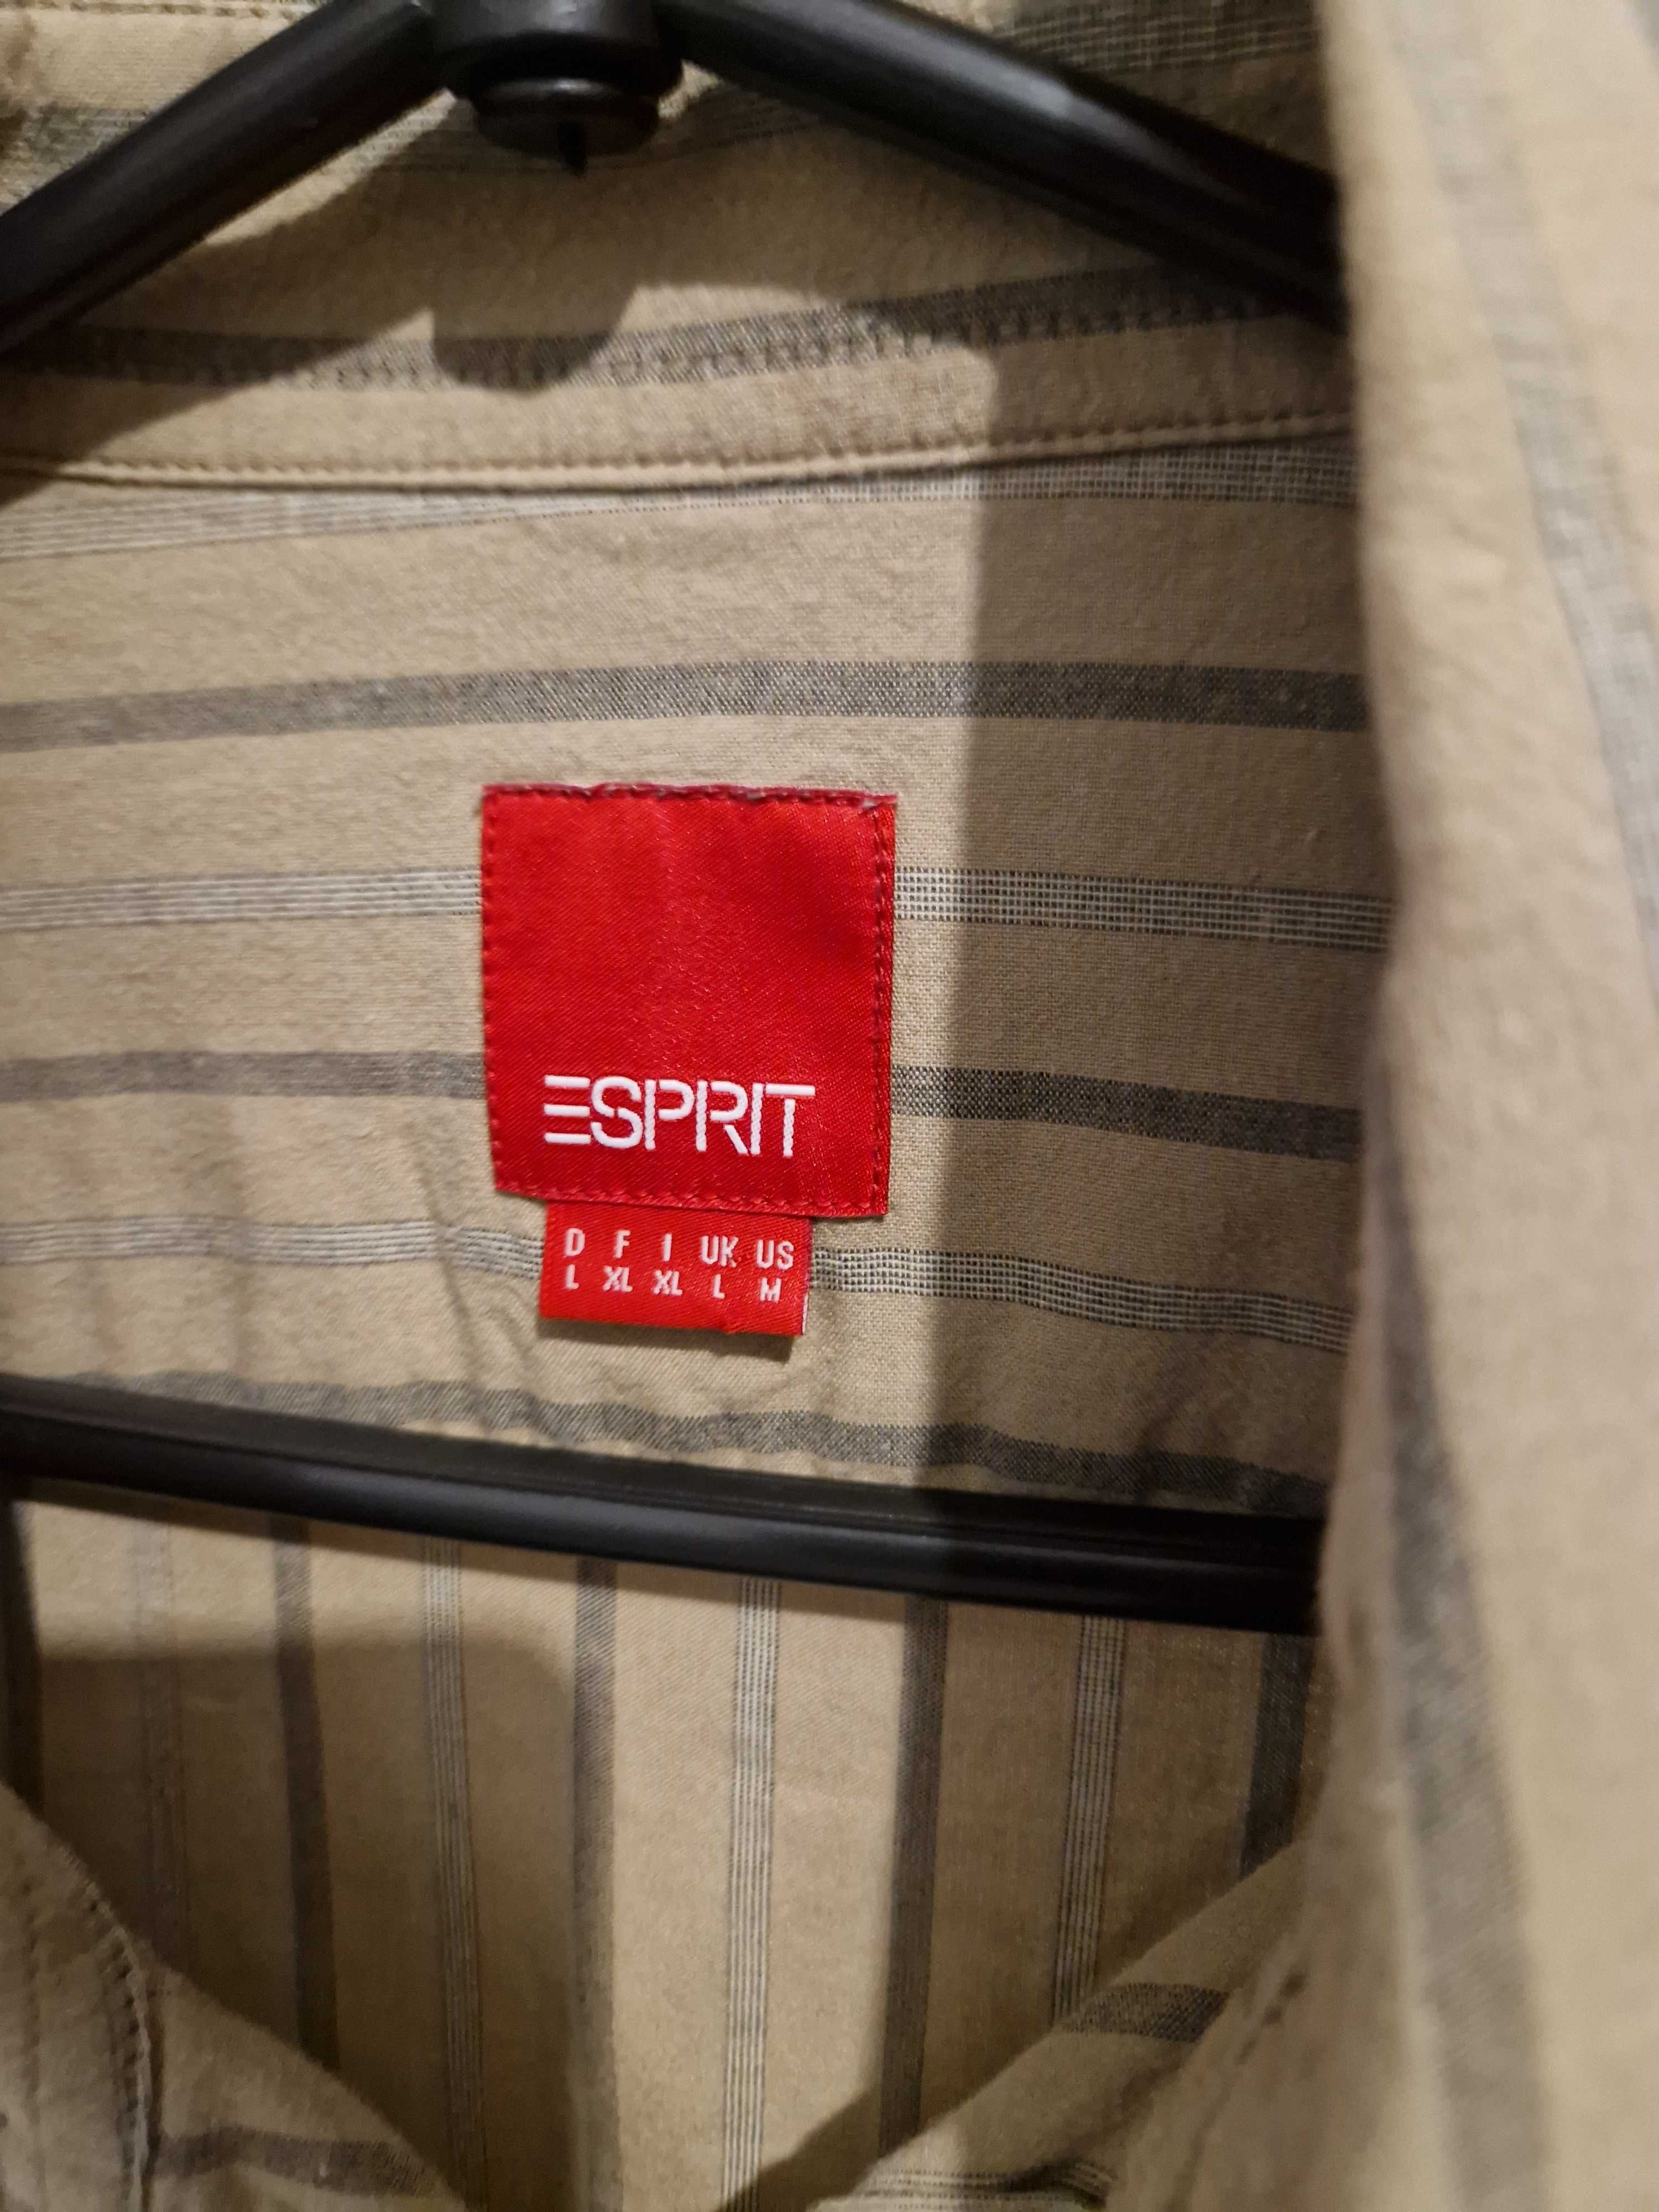 ESPRIT
D F I UK US
L XL XL L M